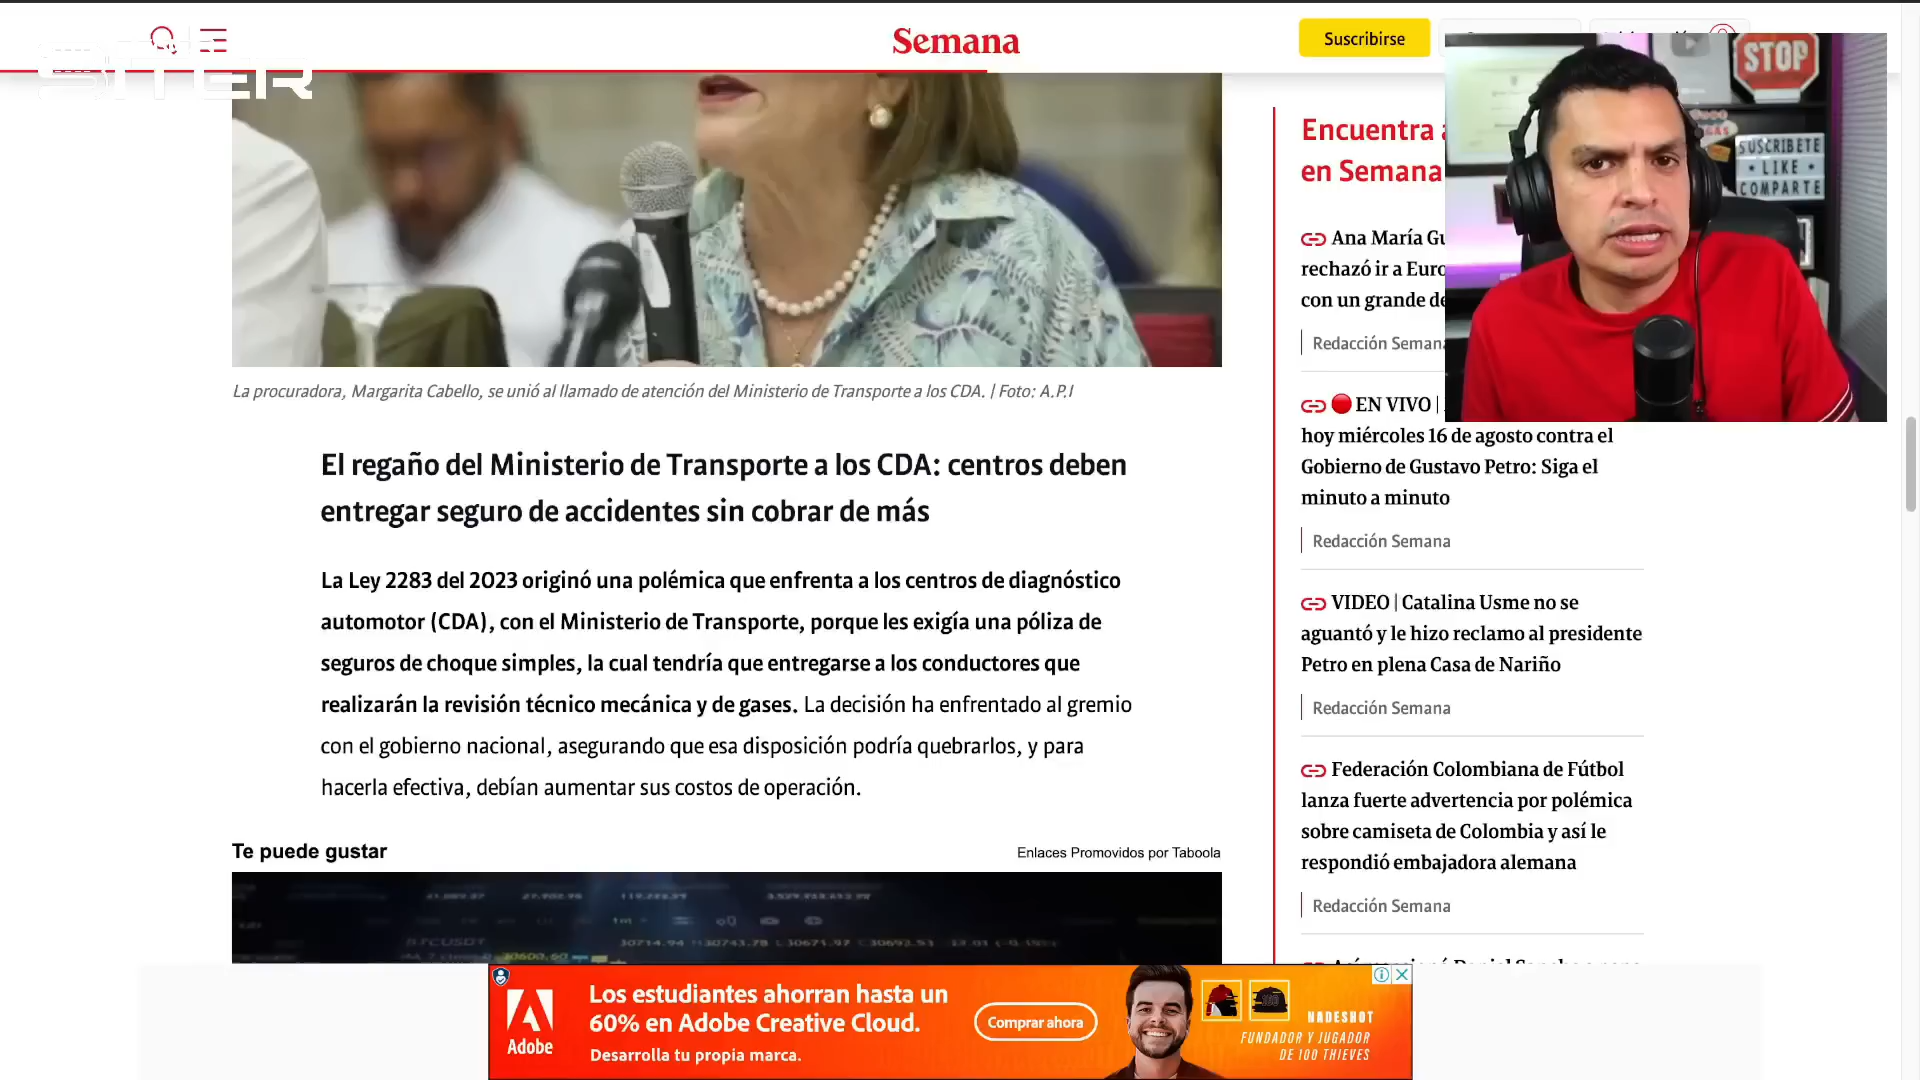 SITER
Semana
Suscribirse
STOP
SUSCRIBETE
LIKE
COMPARTE
La procuradora, Margarita Cabello, se unió al llamado de atención del Ministerio de Transporte a los CDA. | Foto: A.P.I
El regaño del Ministerio de Transporte a los CDA: centros deben
entregar seguro de accidentes sin cobrar de más
La Ley 2283 del 2023 originó una polémica que enfrenta a los centros de diagnóstico
automotor (CDA), con el Ministerio de Transporte, porque les exigía una póliza de
seguros de choque simples, la cual tendría que entregarse a los conductores que
realizarán la revisión técnico mecánica y de gases. La decisión ha enfrentado al gremio
con el gobierno nacional, asegurando que esa disposición podría quebrarlos, y para
hacerla efectiva, debían aumentar sus costos de operación.
Te puede gustar
Enlaces Promovidos por Taboola
Encuentra
en Semana
Ana María
rechazó ir a
con un grande
Redacción Semana
EN VIVO |
hoy miércoles 16 de agosto contra el
Gobierno de Gustavo Petro: Siga el
minuto a minuto
Redacción Semana
VIDEO | Catalina Usme no se
aguantó y le hizo reclamo al presidente
Petro en plena Casa de Nariño
Redacción Semana
Federación Colombiana de Fútbol
lanza fuerte advertencia por polémica
sobre camiseta de Colombia y así le
respondió embajadora alemana
Redacción Semana
Adobe
Los estudiantes ahorran hasta un
60% en Adobe Creative Cloud.
Desarrolla tu propia marca.
Comprar ahora
NADESHOT
FUNDADOR Y JUGADOR
DE 100 THIEVES